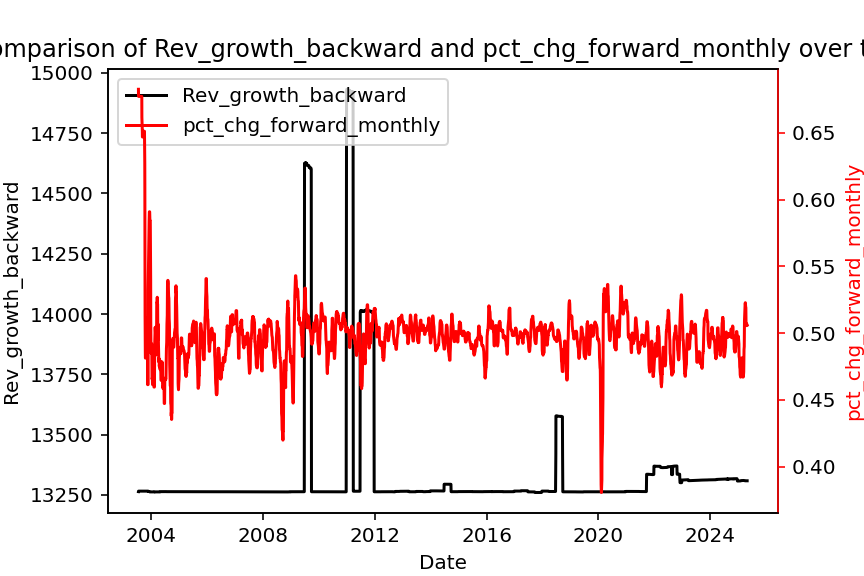 omparison of Rev_growth_backward and pct_chg_forward_monthly over t
Rev_growth_backward
pct_chg_forward_monthly
15000
14750
14500
14250
14000
13750
13500
13250
Rev_growth_backward
0.65
0.60
0.55
0.50
0.45
0.40
pct_chg_forward_monthly
2004 2008 2012 2016 2020 2024
Date